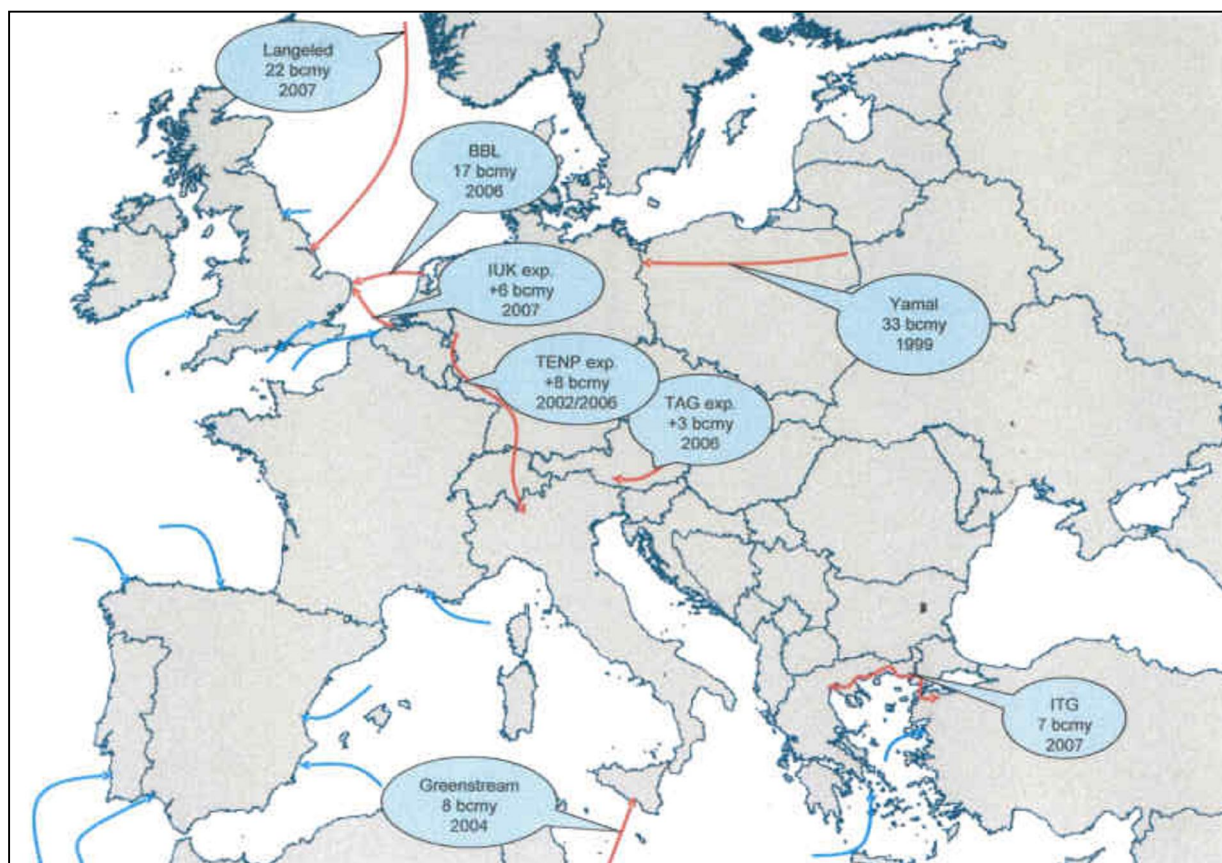 Langeled
22 bcmy
2007
BBL
17 bcmy
2006
IUK exp.
+6 bcmy
2007
Yamal
33 bcmy
1999
TENP exp.
+8 bcmy
2002/2006
TAG exp.
+3 bcmy
2006
ITG
7 bcmy
2007
Greenstream
8 bcmy
2004